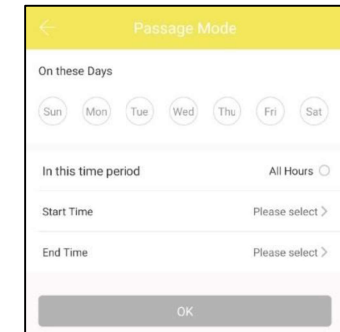 Passage Mode
On these Days
Sun Mon Tue Wed Thu Fri Sat
In this time period All Hours
Start Time Please select >
End Time Please select >
OK